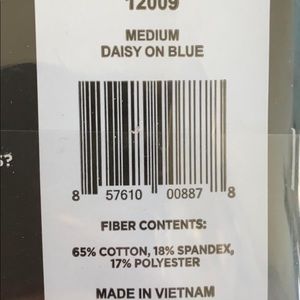 12009
MEDIUM
DAISY ON BLUE
8 57610 00887 8
FIBER CONTENTS:
65% COTTON, 18% SPANDEX,
17% POLYESTER
MADE IN VIETNAM